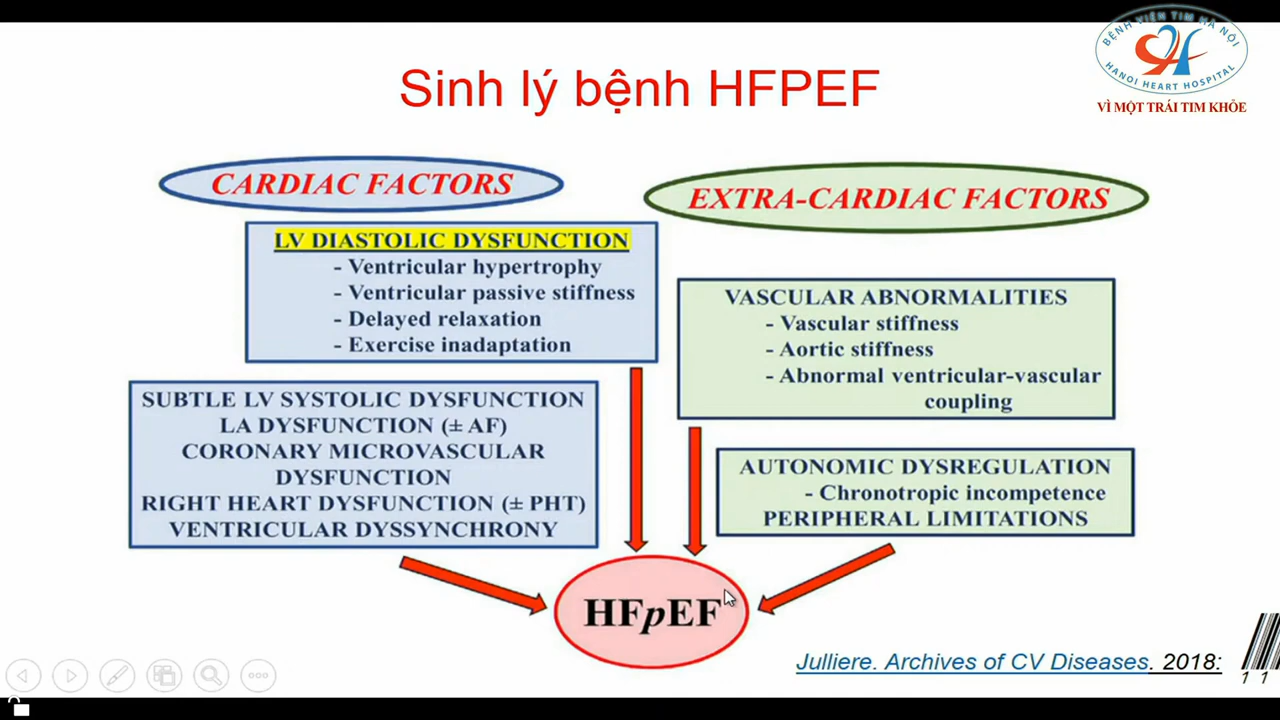 BỆNH VIỆN TIM HÀ NỘI
HANOI HEART HOSPITAL
VÌ MỘT TRÁI TIM KHỎE
Sinh lý bệnh HFPEF
CARDIAC FACTORS
EXTRA-CARDIAC FACTORS
LV DIASTOLIC DYSFUNCTION
- Ventricular hypertrophy
- Ventricular passive stiffness
- Delayed relaxation
- Exercise inadaptation
VASCULAR ABNORMALITIES
- Vascular stiffness
- Aortic stiffness
- Abnormal ventricular-vascular
coupling
SUBTLE LV SYSTOLIC DYSFUNCTION
LA DYSFUNCTION (± AF)
CORONARY MICROVASCULAR
DYSFUNCTION
RIGHT HEART DYSFUNCTION (± PHT)
VENTRICULAR DYSSYNCHRONY
AUTONOMIC DYSREGULATION
- Chronotropic incompetence
PERIPHERAL LIMITATIONS
HFpEF
Julliere. Archives of CV Diseases. 2018:
1 1